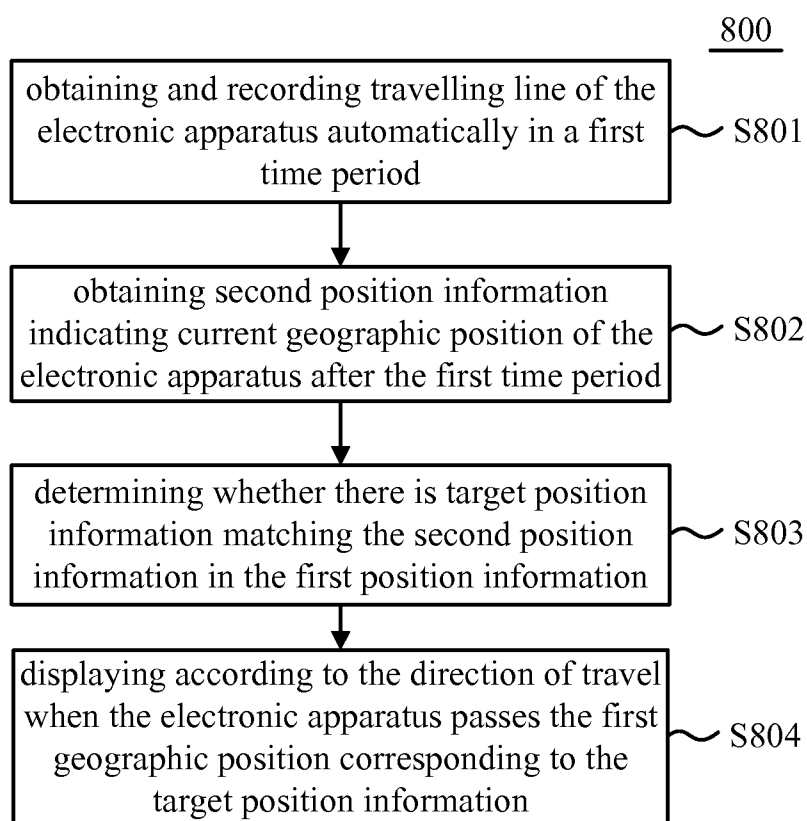 800
obtaining and recording travelling line of the
electronic apparatus automatically in a first
time period
S801
obtaining second position information
indicating current geographic position of the
electronic apparatus after the first time period
S802
determining whether there is target position
information matching the second position
information in the first position information
S803
displaying according to the direction of travel
when the electronic apparatus passes the first
geographic position corresponding to the
target position information
S804